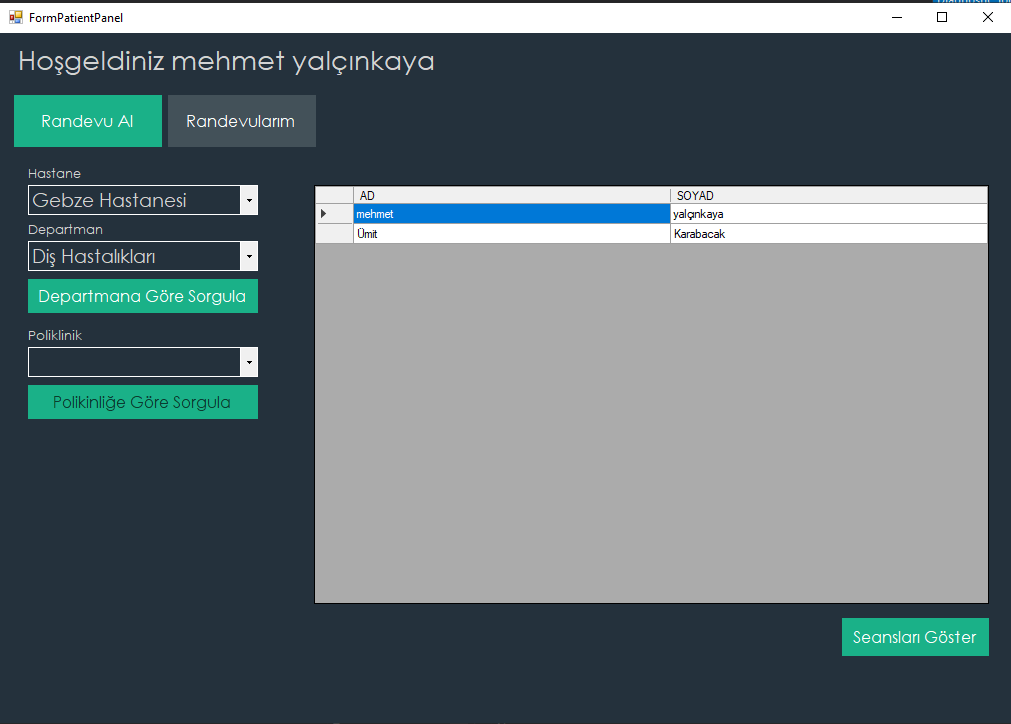 FormPatientPanel
Hoşgeldiniz mehmet yalçınkaya
Randevu Al
Randevularım
Hastane
Gebze Hastanesi
Departman
Diş Hastalıkları
Departmana Göre Sorgula
Poliklinik
Polikinliğe Göre Sorgula
AD SOYAD
mehmet yalçınkaya
Ümit Karabacak
Seansları Göster